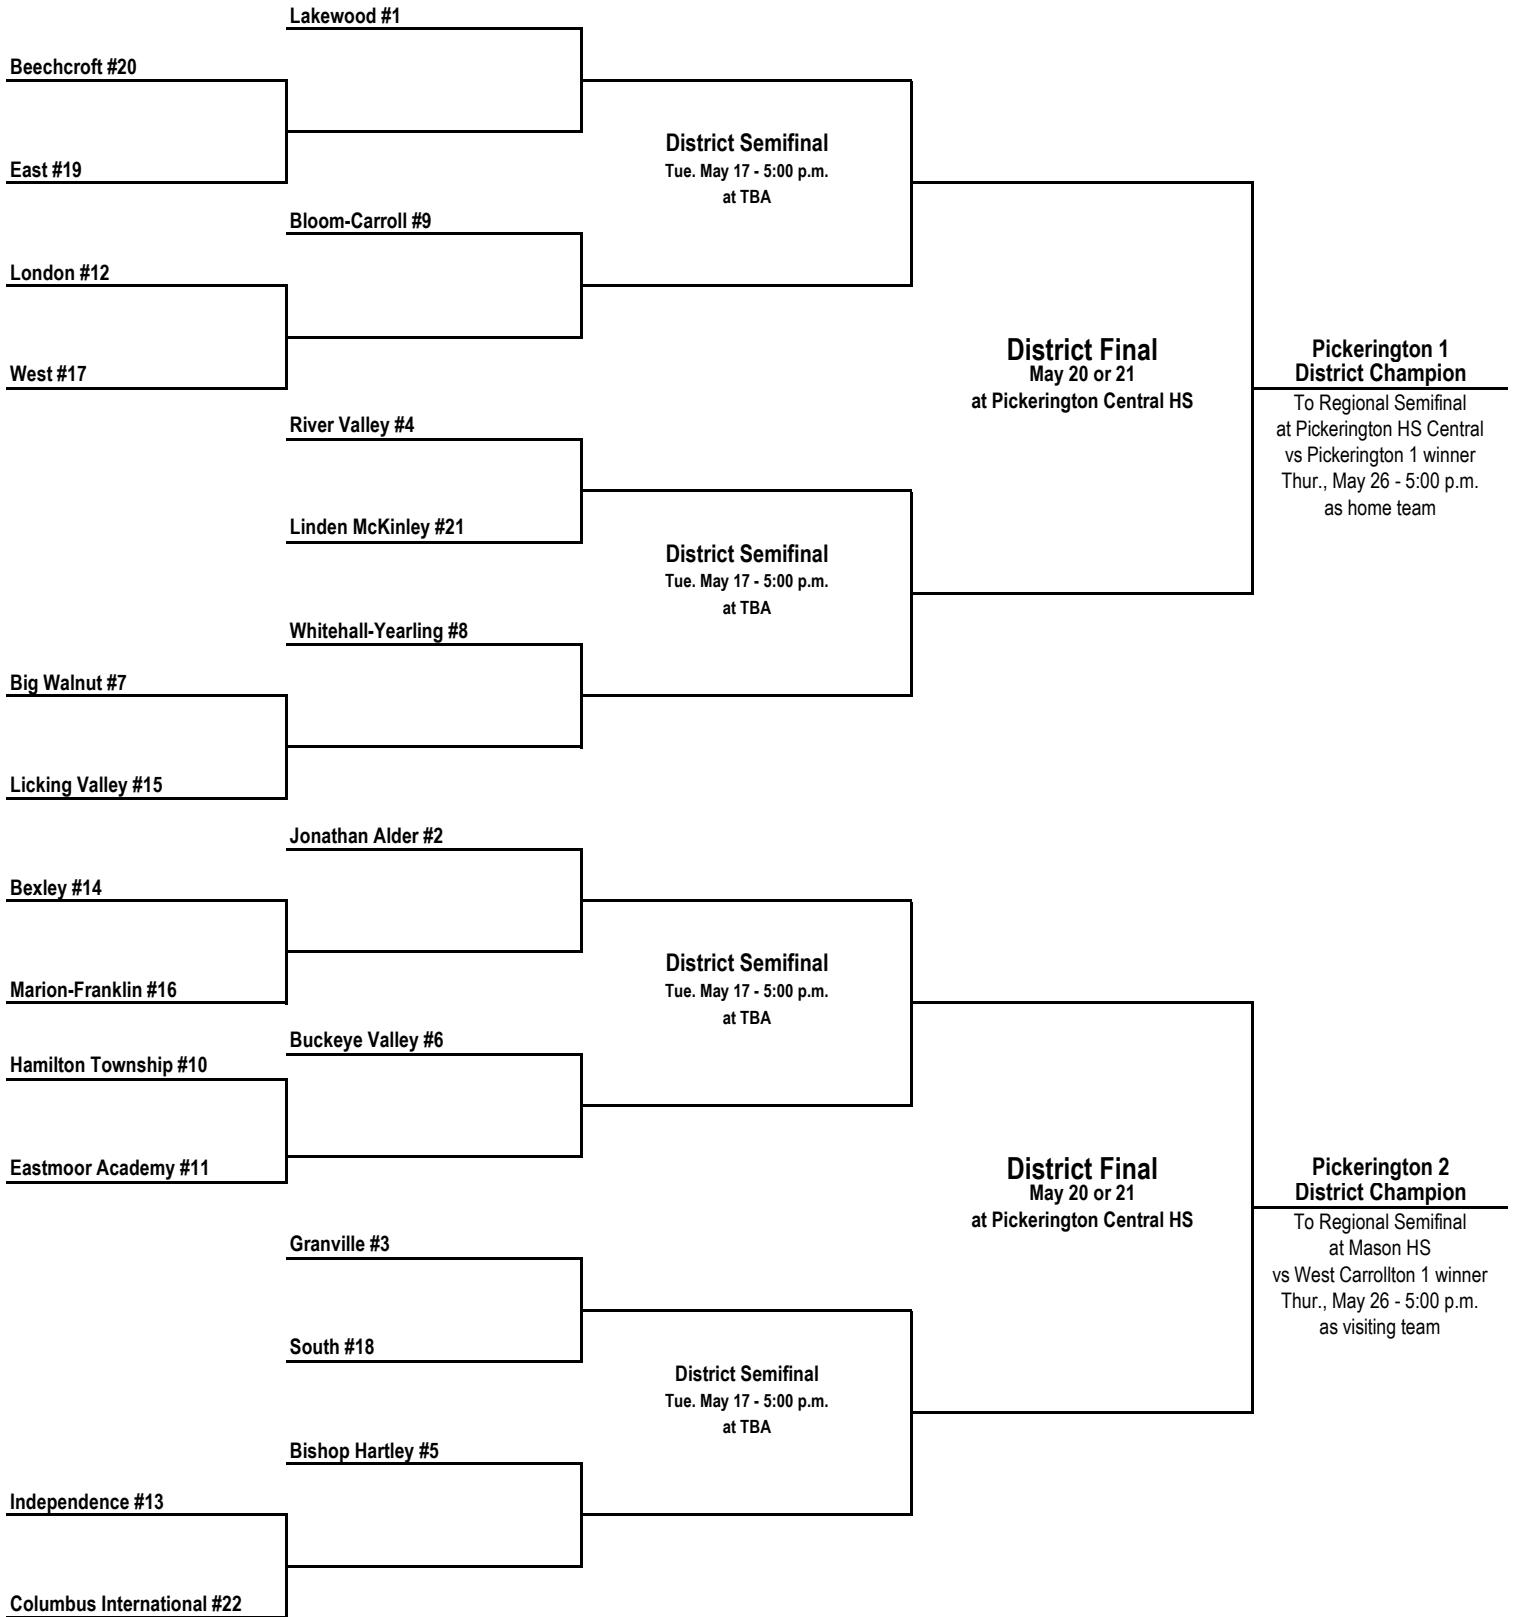 Lakewood #1
Beechcroft #20
District Semifinal
Tue. May 17 - 5:00 p.m.
at TBA
East #19
Bloom-Carroll #9
London #12
District Final
May 20 or 21
at Pickerington Central HS
Pickerington 1
District Champion
To Regional Semifinal
at Pickerington HS Central
vs Pickerington 1 winner
Thur., May 26 - 5:00 p.m.
as home team
West #17
River Valley #4
Linden McKinley #21
District Semifinal
Tue. May 17 - 5:00 p.m.
at TBA
Whitehall-Yearling #8
Big Walnut #7
Licking Valley #15
Jonathan Alder #2
Bexley #14
District Semifinal
Tue. May 17 - 5:00 p.m.
at TBA
Marion-Franklin #16
Buckeye Valley #6
Hamilton Township #10
Eastmoor Academy #11
District Final
May 20 or 21
at Pickerington Central HS
Pickerington 2
District Champion
To Regional Semifinal
at Mason HS
vs West Carrollton 1 winner
Thur., May 26 - 5:00 p.m.
as visiting team
Granville #3
South #18
District Semifinal
Tue. May 17 - 5:00 p.m.
at TBA
Bishop Hartley #5
Independence #13
Columbus International #22